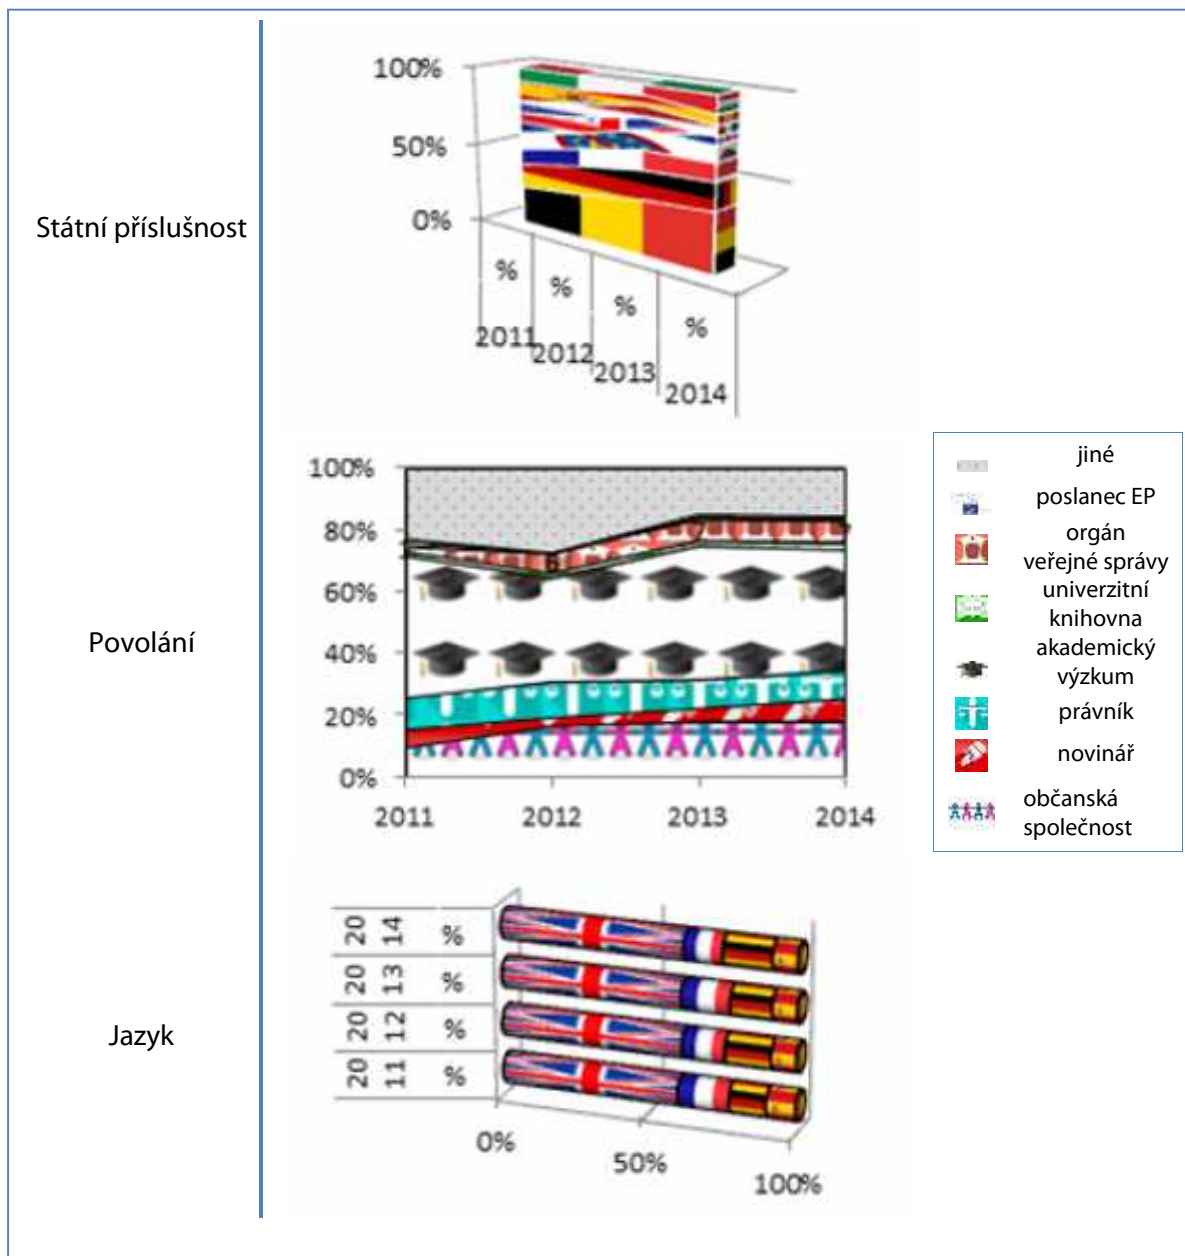 Státní příslušnost
100%
50%
0%
%
%
%
%
2011
2012
2013
2014
Povolání
100%
80%
60%
40%
20%
0%
2011
2012
2013
2014
jiné
poslanec EP
orgán
veřejné správy
univerzitní
knihovna
akademický
výzkum
právník
novinář
občanská
společnost
Jazyk
20
14
%
20
13
%
20
12
%
20
11
%
0%
50%
100%